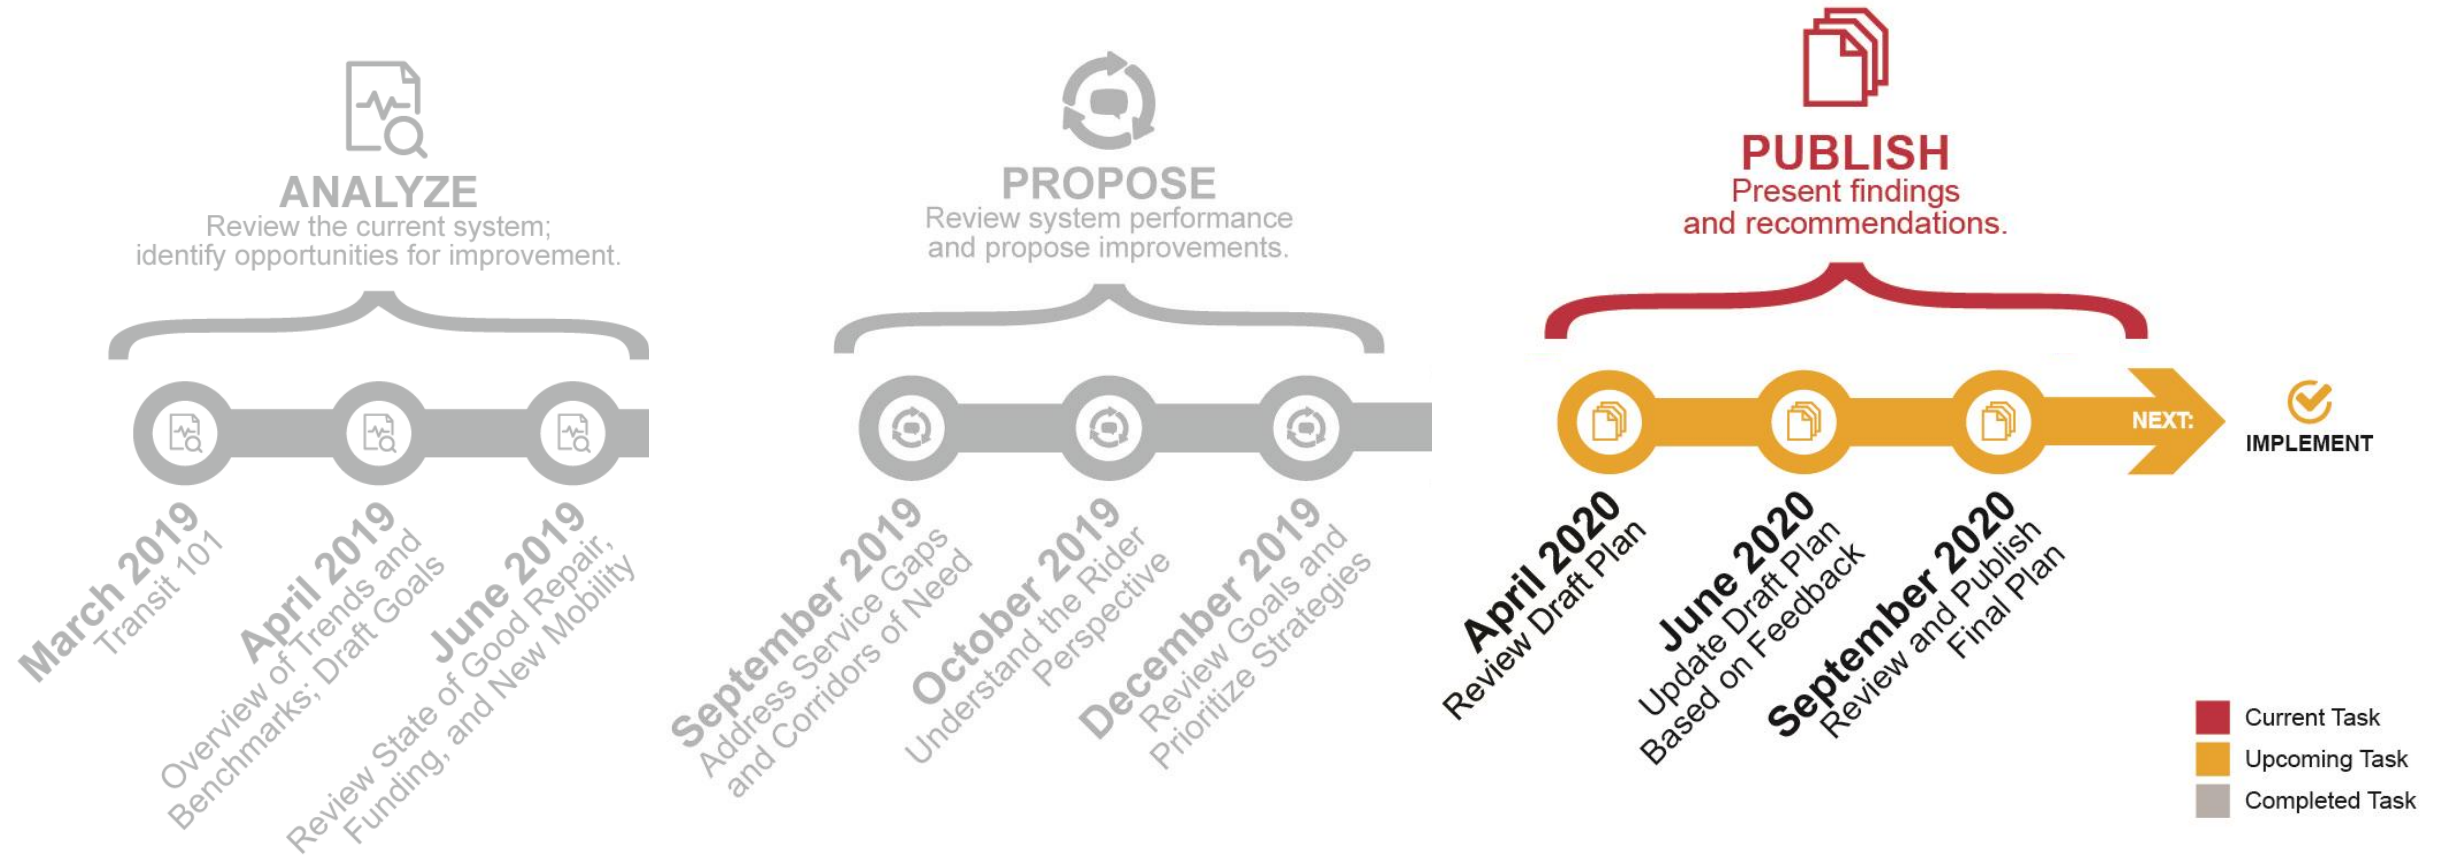 ANALYZE
Review the current system;
identify opportunities for improvement.
March 2019
Transit 101
April 2019
Overview of Trends and
Benchmarks; Draft Goals
June 2019
Review State of Good Repair,
Funding, and New Mobility
PROPOSE
Review system performance
and propose improvements.
September 2019
Address Service Gaps
and Corridors of Need
October 2019
Understand the Rider
Perspective
December 2019
Review Goals and
Prioritize Strategies
PUBLISH
Present findings
and recommendations.
April 2020
Review Draft Plan
June 2020
Update Draft Plan
Based on Feedback
September 2020
Review and Publish
Final Plan
NEXT:
IMPLEMENT
Current Task
Upcoming Task
Completed Task